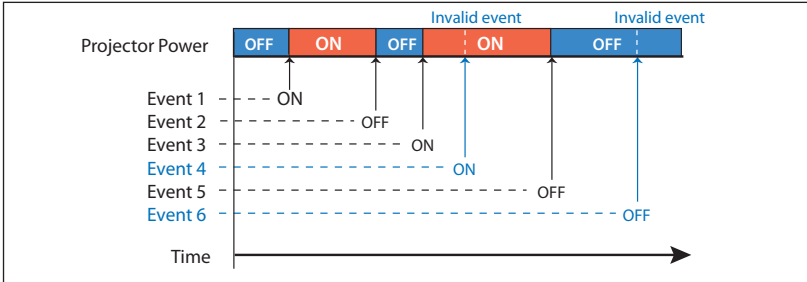 Invalid event Invalid event
Projector Power OFF ON OFF ON OFF
Event 1 ON
Event 2 OFF
Event 3 ON
Event 4 ON
Event 5 OFF
Event 6 OFF
Time